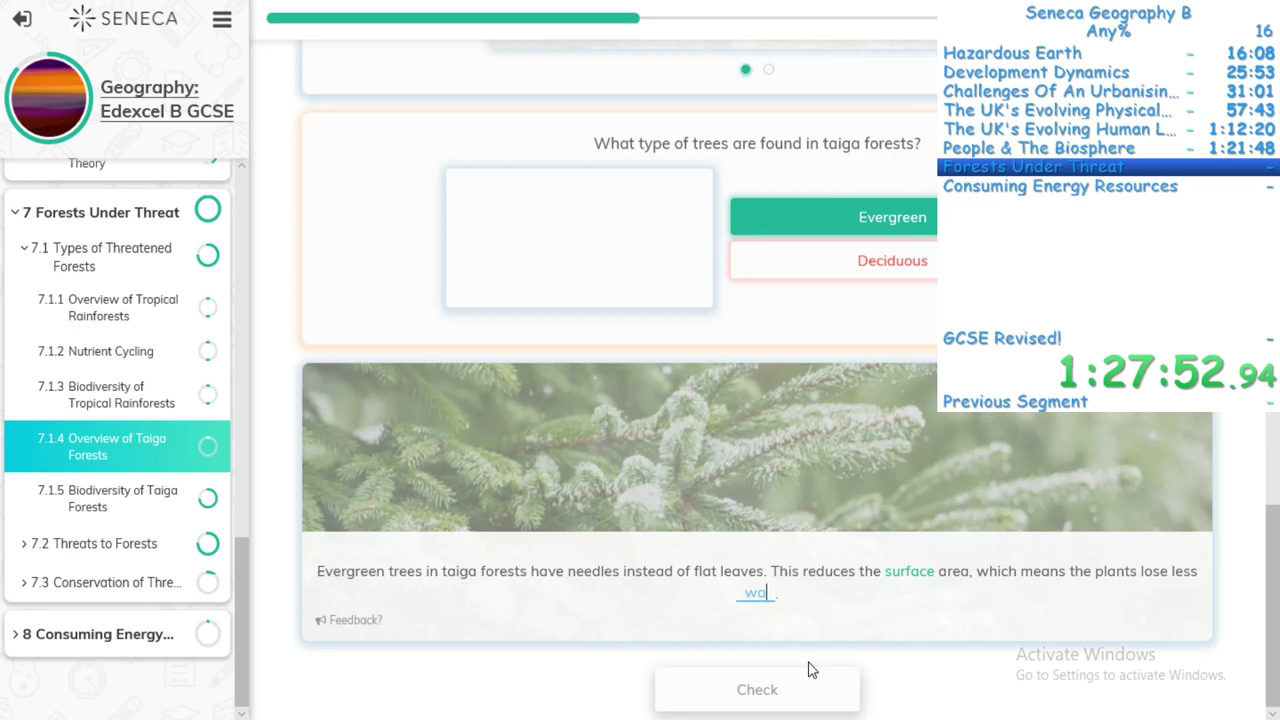 SENECA
Geography:
Edexcel B GCSE
Theory
7 Forests Under Threat
7.1 Types of Threatened
Forests
7.1.1 Overview of Tropical
Rainforests
7.1.2 Nutrient Cycling
7.1.3 Biodiversity of
Tropical Rainforests
7.1.4 Overview of Taiga
Forests
7.1.5 Biodiversity of Taiga
Forests
7.2 Threats to Forests
7.3 Conservation of Thre...
8 Consuming Energy...
What type of trees are found in taiga forests?
Evergreen
Deciduous
Evergreen trees in taiga forests have needles instead of flat leaves. This reduces the surface area, which means the plants lose less
wa.
Feedback?
Check
Seneca Geography B
Any% 16
Hazardous Earth - 16:08
Development Dynamics - 25:53
Challenges Of An Urbanisin... - 31:01
The UK's Evolving Physical... - 57:43
The UK's Evolving Human L... - 1:12:20
People & The Biosphere - 1:21:48
Forests Under Threat -
Consuming Energy Resources -
GCSE Revised! -
1:27:52.94
Previous Segment -
Activate Windows
Go to Settings to activate Windows.